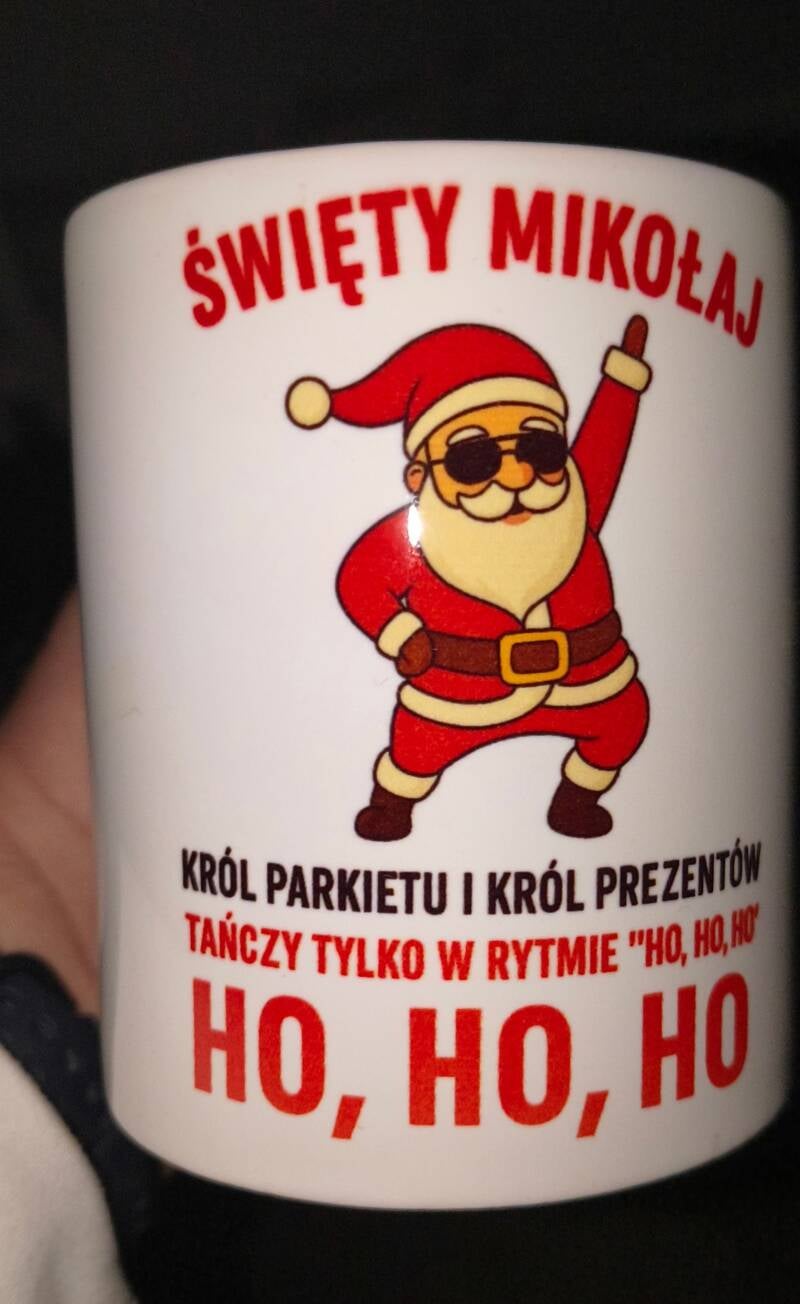 ŚWIĘTY MIKOŁAJ
KRÓL PARKIETU I KRÓL PREZENTÓW
TAŃCZY TYLKO W RYTMIE "HO, HO, HO"
HO, HO, HO